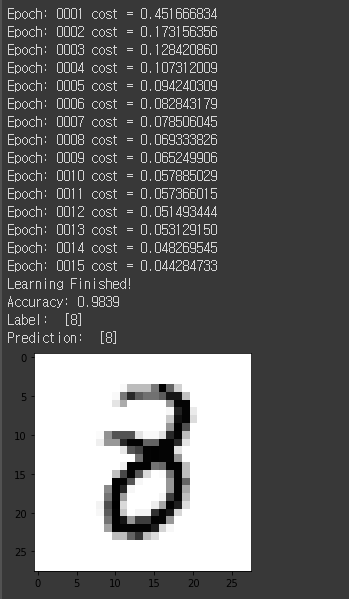 Epoch: 0001 cost = 0.451666834
Epoch: 0002 cost = 0.173156356
Epoch: 0003 cost = 0.128420860
Epoch: 0004 cost = 0.107312009
Epoch: 0005 cost = 0.094240309
Epoch: 0006 cost = 0.082843179
Epoch: 0007 cost = 0.078506045
Epoch: 0008 cost = 0.069333826
Epoch: 0009 cost = 0.065249906
Epoch: 0010 cost = 0.057885029
Epoch: 0011 cost = 0.057366015
Epoch: 0012 cost = 0.051493444
Epoch: 0013 cost = 0.053129150
Epoch: 0014 cost = 0.048269545
Epoch: 0015 cost = 0.044284733
Learning Finished!
Accuracy: 0.9839
Label: [8]
Prediction: [8]
0
5
10
15
20
25
8
0 5 10 15 20 25